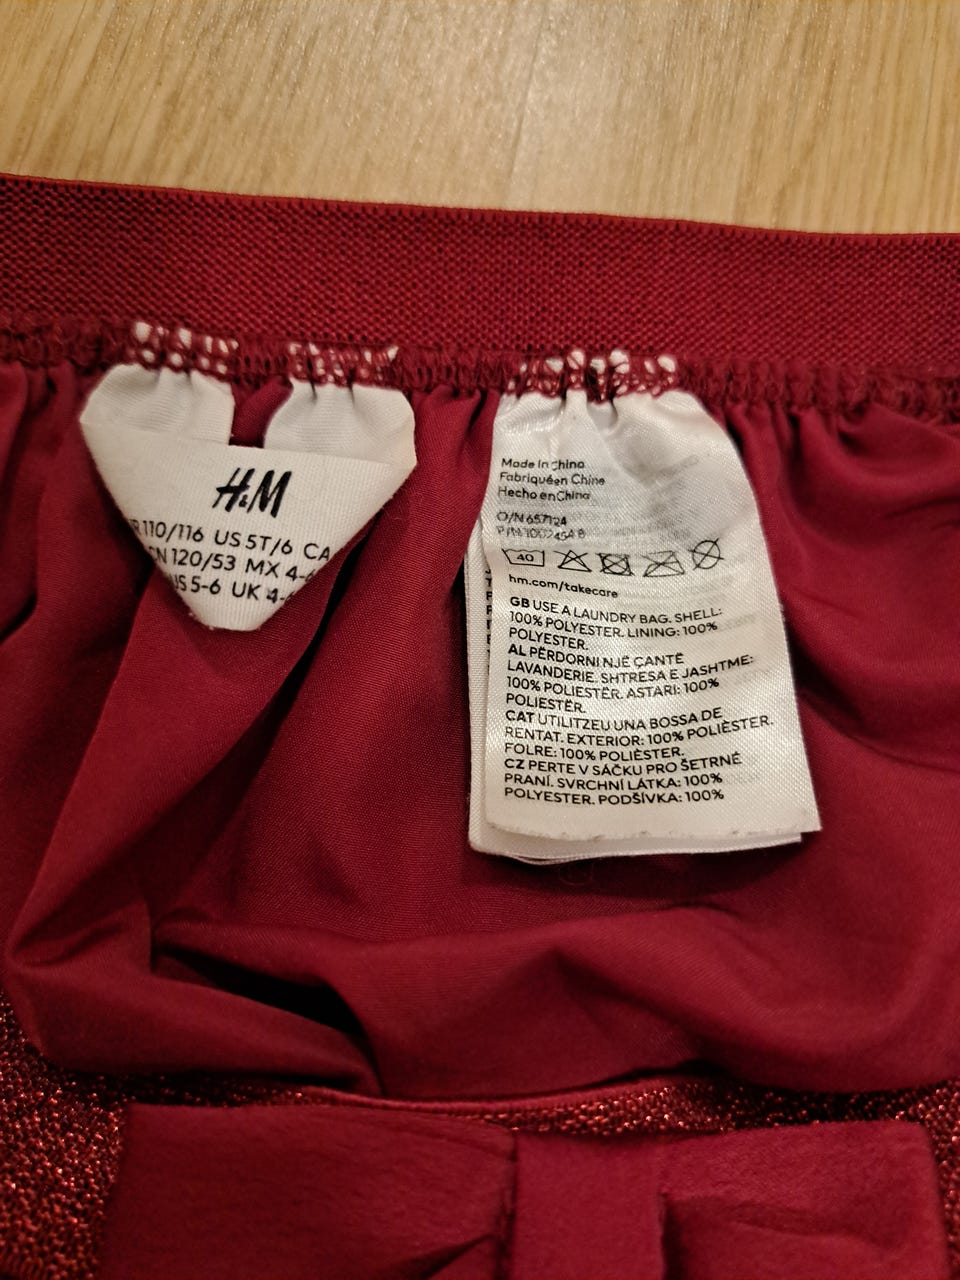 H&M
110/116 US 5T/6 CA
120/53 MX 4-
5-6 UK 4-
Made in China
Fabriqué en Chine
Hecho en China
O/N 657124
40
hm.com/takecare
GB USE A LAUNDRY BAG. SHELL:
100% POLYESTER. LINING: 100%
POLYESTER.
AL PËRDORNI NJË ÇANTË
LAVANDERIE. SHTRESA E JASHTME:
100% POLIESTËR. ASTARI: 100%
POLIESTËR.
CAT UTILITZEU UNA BOSSA DE
RENTAT. EXTERIOR: 100% POLIÈSTER.
FOLRE: 100% POLIÈSTER.
CZ PERTE V SÁČKU PRO ŠETRNÉ
PRANÍ. SVRCHNÍ LÁTKA: 100%
POLYESTER. PODŠÍVKA: 100%